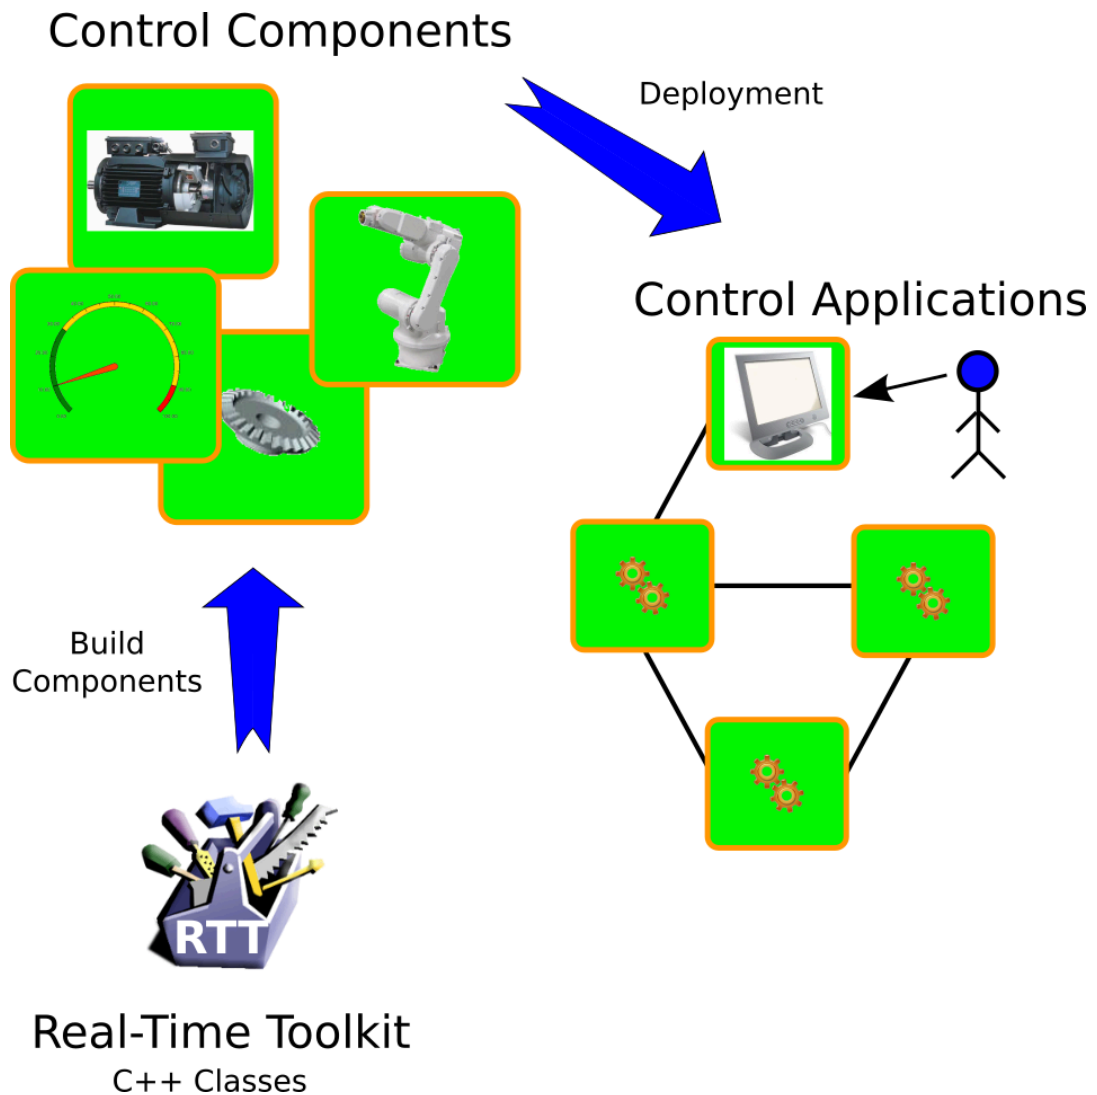 Control Components
Deployment
Control Applications
Build
Components
RTT
Real-Time Toolkit
C++ Classes